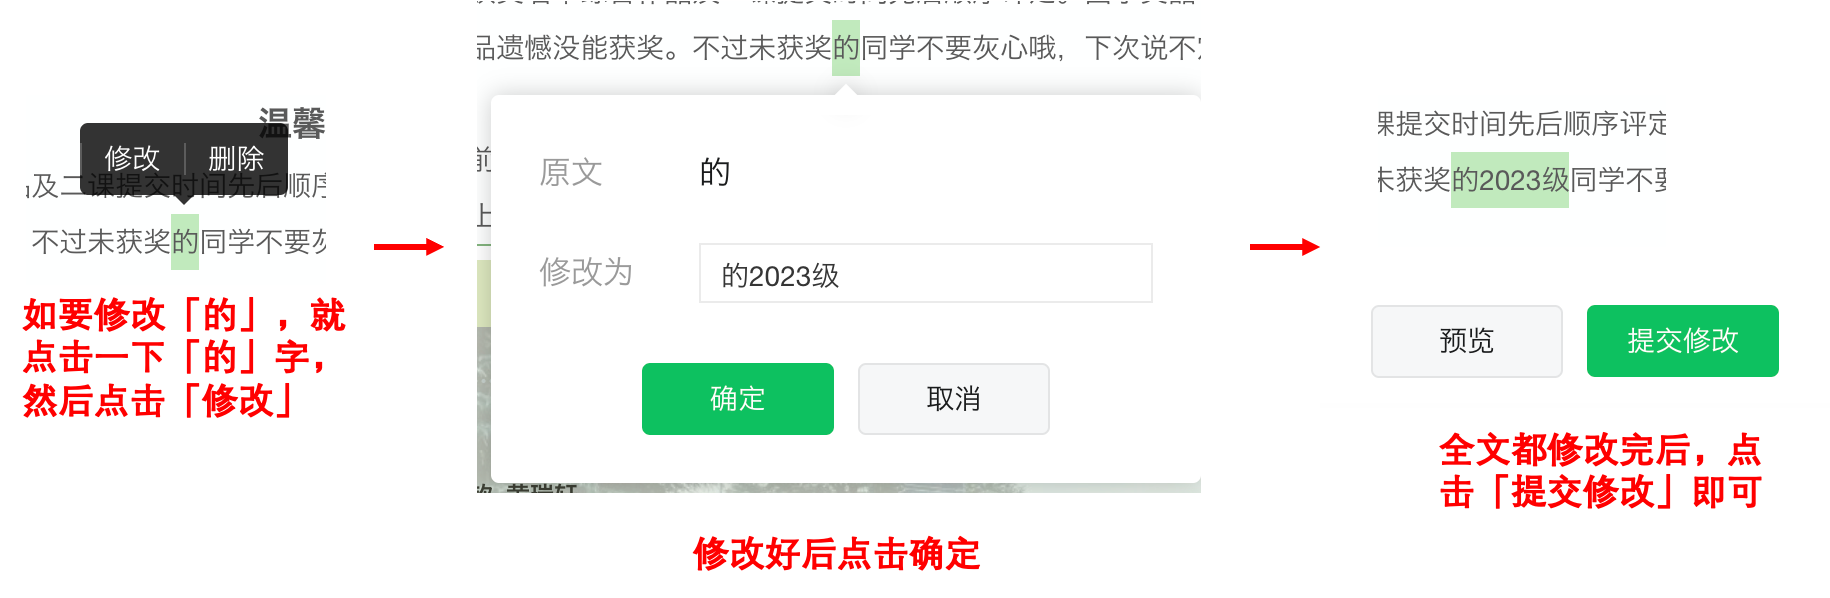 温馨
修改 删除
及二课提交时间先后顺序
不过未获奖的同学不要灰
如要修改「的」，就
点击一下「的」字，
然后点击「修改」
品遗憾没能获奖。不过未获奖的同学不要灰心哦，下次说不定
前
上
原文 的
修改为 的2023级
确定 取消
黄瑞轩
修改好后点击确定
课提交时间先后顺序评定
未获奖的2023级同学不要
预览 提交修改
全文都修改完后，点
击「提交修改」即可